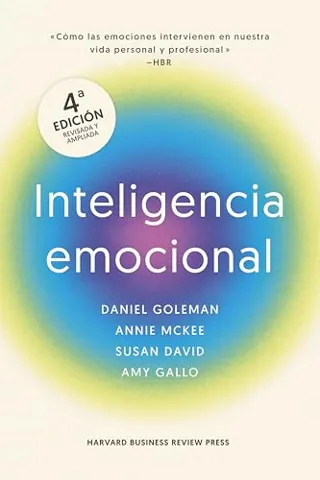 «Cómo las emociones intervienen en nuestra
vida personal y profesional»
–HBR
4ª
EDICIÓN
REVISADA Y
AMPLIADA
Inteligencia
emocional
DANIEL GOLEMAN
ANNIE MCKEE
SUSAN DAVID
AMY GALLO
HARVARD BUSINESS REVIEW PRESS